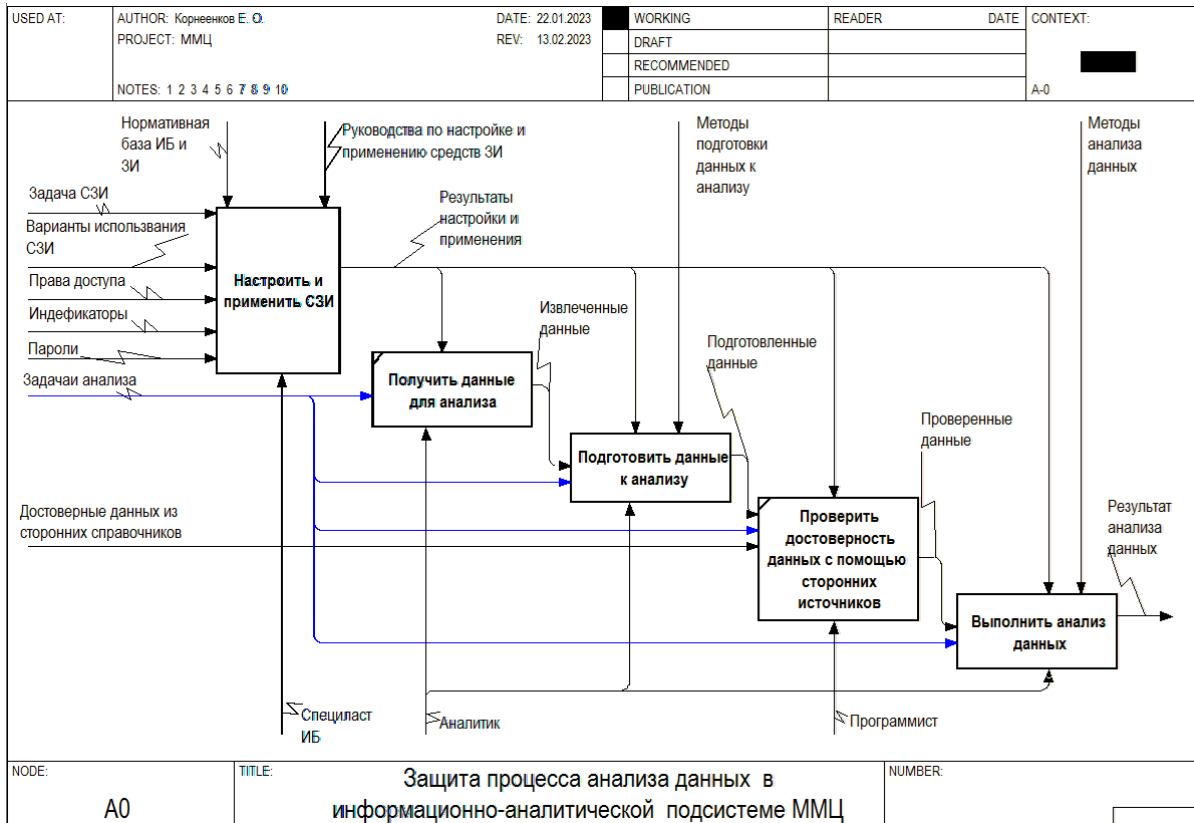 USED AT:
AUTHOR: Корнеенков Е. О.
DATE: 22.01.2023
WORKING
READER
DATE
CONTEXT:
PROJECT: ММЦ
REV: 13.02.2023
DRAFT
RECOMMENDED
NOTES: 1 2 3 4 5 6 7 8 9 10
PUBLICATION
A-0
Нормативная
база ИБ и
ЗИ
Руководства по настройке и
применению средств ЗИ
Методы
подготовки
данных к
анализу
Методы
анализа
данных
Задача СЗИ
Варианты использвания
СЗИ
Права доступа
Индефикаторы
Пароли
Задачаи анализа
Результаты
настройки и
применения
Настроить и
применить СЗИ
Извлеченные
данные
Получить данные
для анализа
Подготовленные
данные
Подготовить данные
к анализу
Проверенные
данные
Достоверные данных из
сторонних справочников
Проверить
достоверность
данных с помощью
сторонних
источников
Результат
анализа
данных
Выполнить анализ
данных
Специласт
ИБ
Аналитик
Программист
NODE:
A0
TITLE:
Защита процесса анализа данных в
информационно-аналитической подсистеме ММЦ
NUMBER: